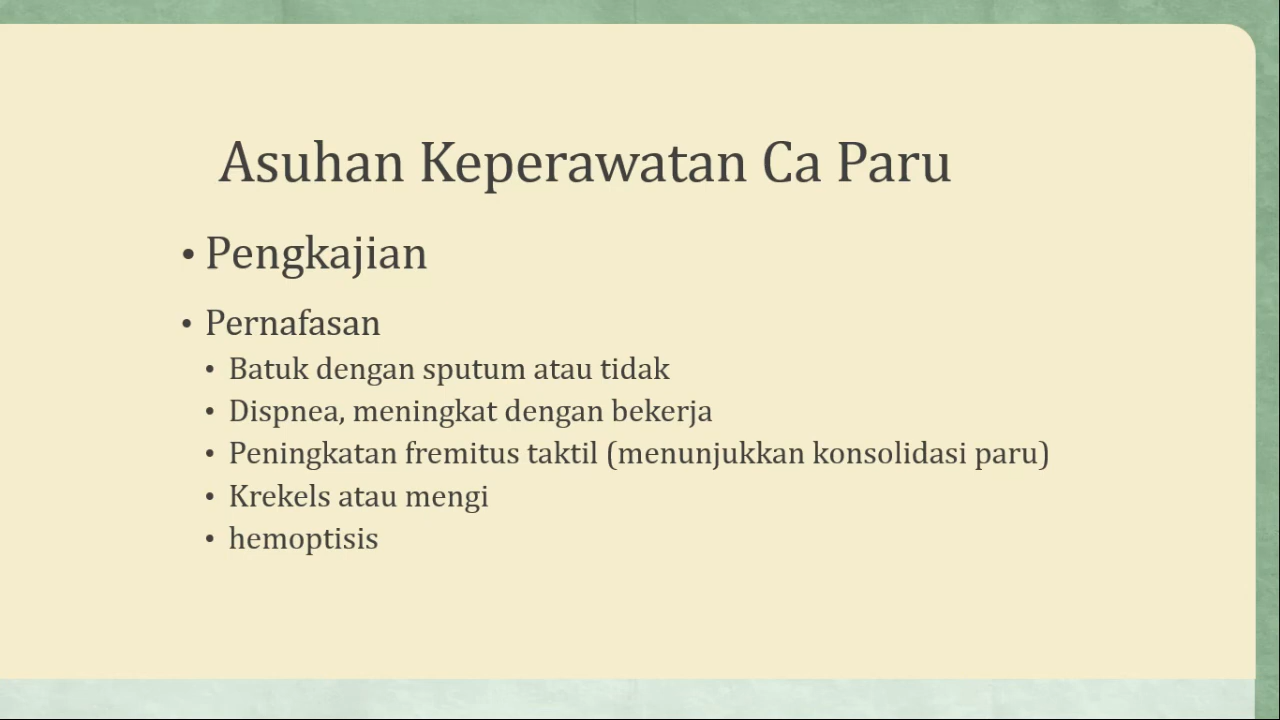 Asuhan Keperawatan Ca Paru
• Pengkajian
• Pernafasan
• Batuk dengan sputum atau tidak
• Dispnea, meningkat dengan bekerja
• Peningkatan fremitus taktil (menunjukkan konsolidasi paru)
• Krekels atau mengi
• hemoptisis